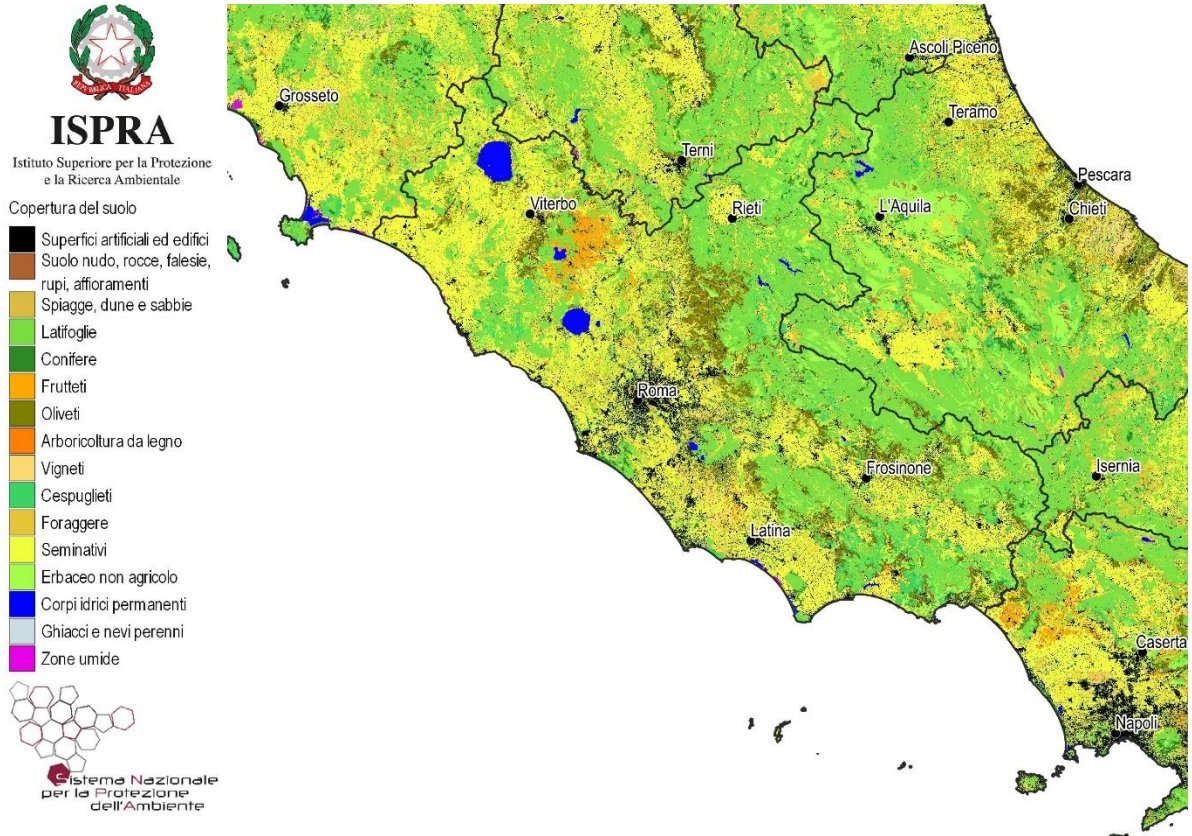 REPVBBLICA ITALIANA
ISPRA
Istituto Superiore per la Protezione
e la Ricerca Ambientale
Copertura del suolo
Superfici artificiali ed edifici
Suolo nudo, rocce, falesie,
rupi, affioramenti
Spiagge, dune e sabbie
Latifoglie
Conifere
Frutteti
Oliveti
Arboricoltura da legno
Vigneti
Cespuglieti
Foraggere
Seminativi
Erbaceo non agricolo
Corpi idrici permanenti
Ghiacci e nevi perenni
Zone umide
Sistema Nazionale
per la Protezione
dell'Ambiente
Ascoli Piceno
Grosseto
Teramo
Terni
Pescara
Viterbo
Rieti
L'Aquila
Chieti
Roma
Frosinone
Isernia
Latina
Caserta
Napoli